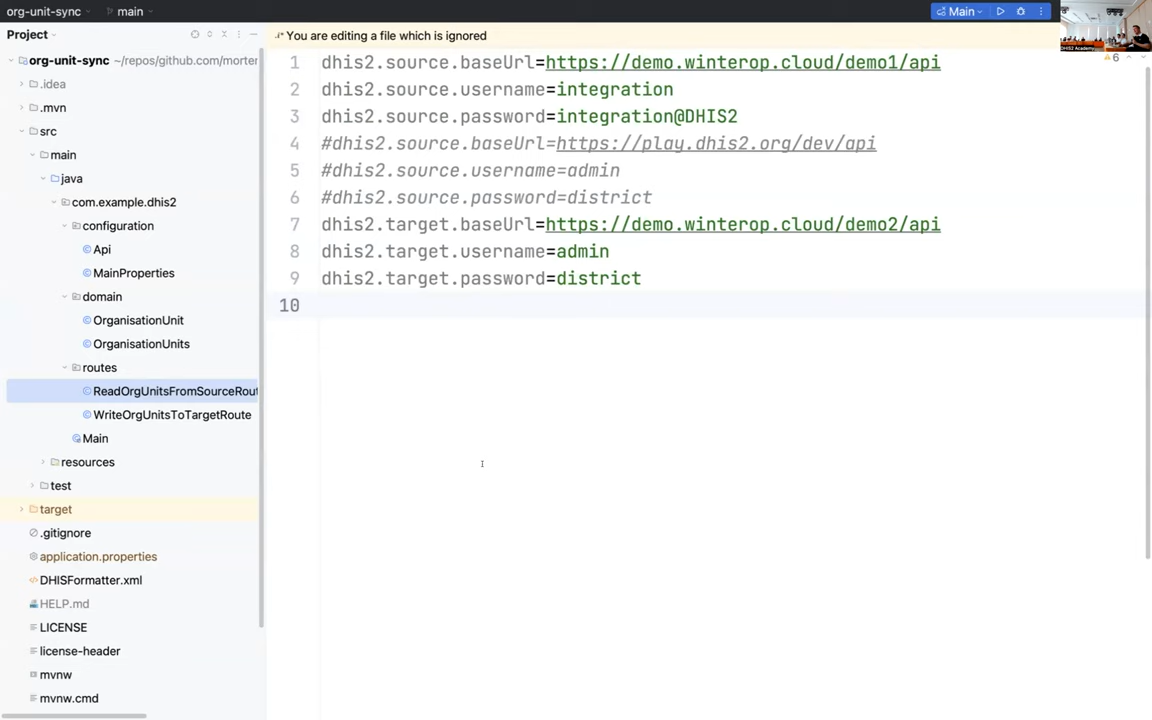 org-unit-sync
main
Main
Project
You are editing a file which is ignored
6
DHIS2 Academy
org-unit-sync ~/repos/github.com/morter
.idea
.mvn
src
main
java
com.example.dhis2
configuration
Api
MainProperties
domain
OrganisationUnit
OrganisationUnits
routes
ReadOrgUnitsFromSourceRout
WriteOrgUnitsToTargetRoute
Main
resources
test
target
.gitignore
application.properties
DHISFormatter.xml
HELP.md
LICENSE
license-header
mvnw
mvnw.cmd
1 dhis2.source.baseUrl=https://demo.winterop.cloud/demo1/api
2 dhis2.source.username=integration
3 dhis2.source.password=integration@DHIS2
4 #dhis2.source.baseUrl=https://play.dhis2.org/dev/api
5 #dhis2.source.username=admin
6 #dhis2.source.password=district
7 dhis2.target.baseUrl=https://demo.winterop.cloud/demo2/api
8 dhis2.target.username=admin
9 dhis2.target.password=district
10